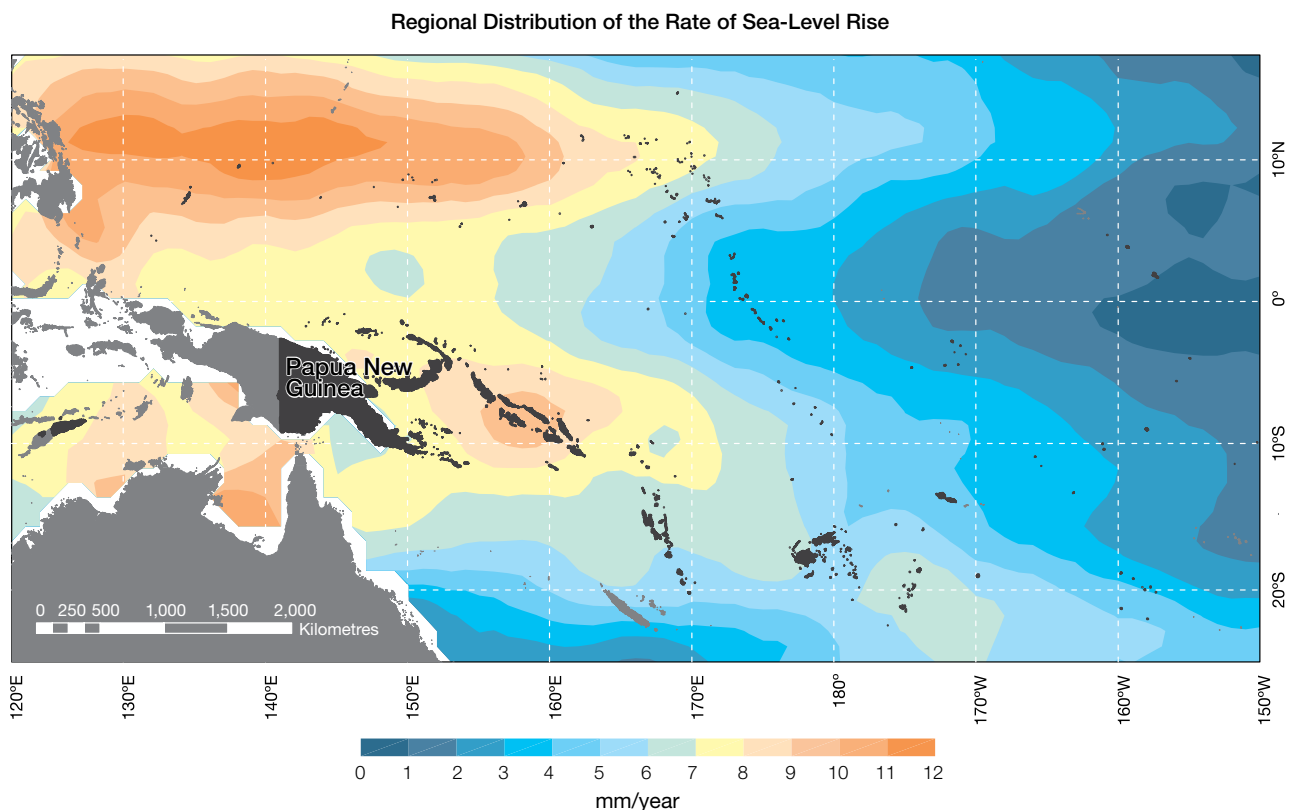 Regional Distribution of the Rate of Sea-Level Rise
10°N
0°
10°S
20°S
Papua New
Guinea
0 250 500 1,000 1,500 2,000
Kilometres
120°E 130°E 140°E 150°E 160°E 170°E 180° 170°W 160°W 150°W
0 1 2 3 4 5 6 7 8 9 10 11 12
mm/year